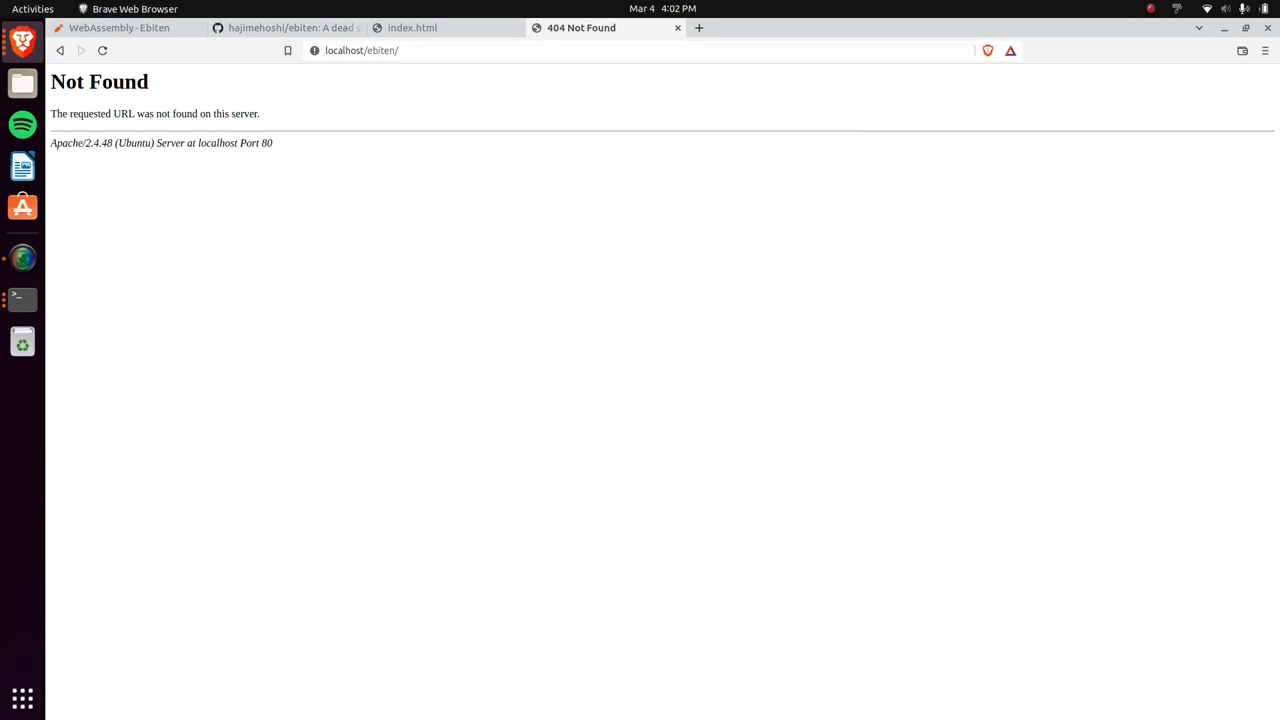 Activities
Brave Web Browser
Mar 4 4:02 PM
WebAssembly - Ebiten
hajimehoshi/ebiten: A dead s
index.html
404 Not Found
localhost/ebiten/
Not Found
The requested URL was not found on this server.
Apache/2.4.48 (Ubuntu) Server at localhost Port 80